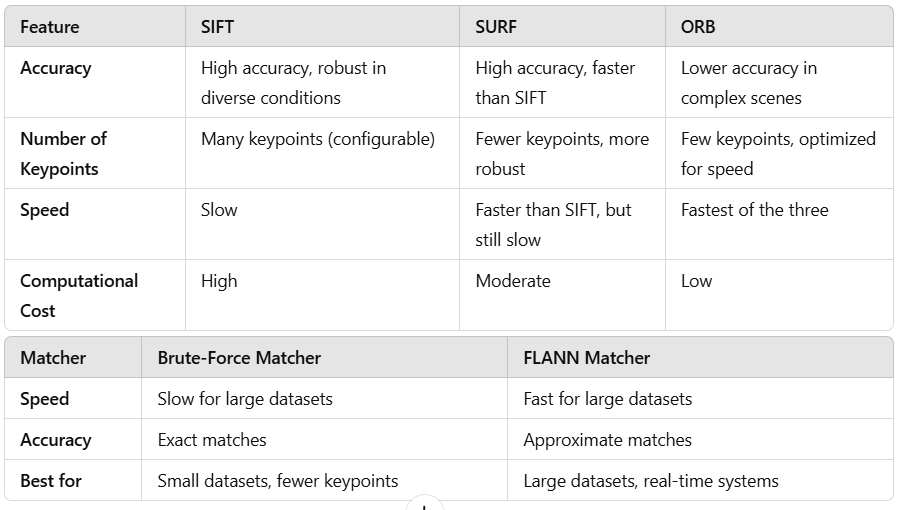 Feature SIFT SURF ORB
Accuracy High accuracy, robust in High accuracy, faster Lower accuracy in
diverse conditions than SIFT complex scenes
Number of Many keypoints (configurable) Fewer keypoints, more Few keypoints, optimized
Keypoints robust for speed
Speed Slow Faster than SIFT, but Fastest of the three
still slow
Computational High Moderate Low
Cost
Matcher Brute-Force Matcher FLANN Matcher
Speed Slow for large datasets Fast for large datasets
Accuracy Exact matches Approximate matches
Best for Small datasets, fewer keypoints Large datasets, real-time systems